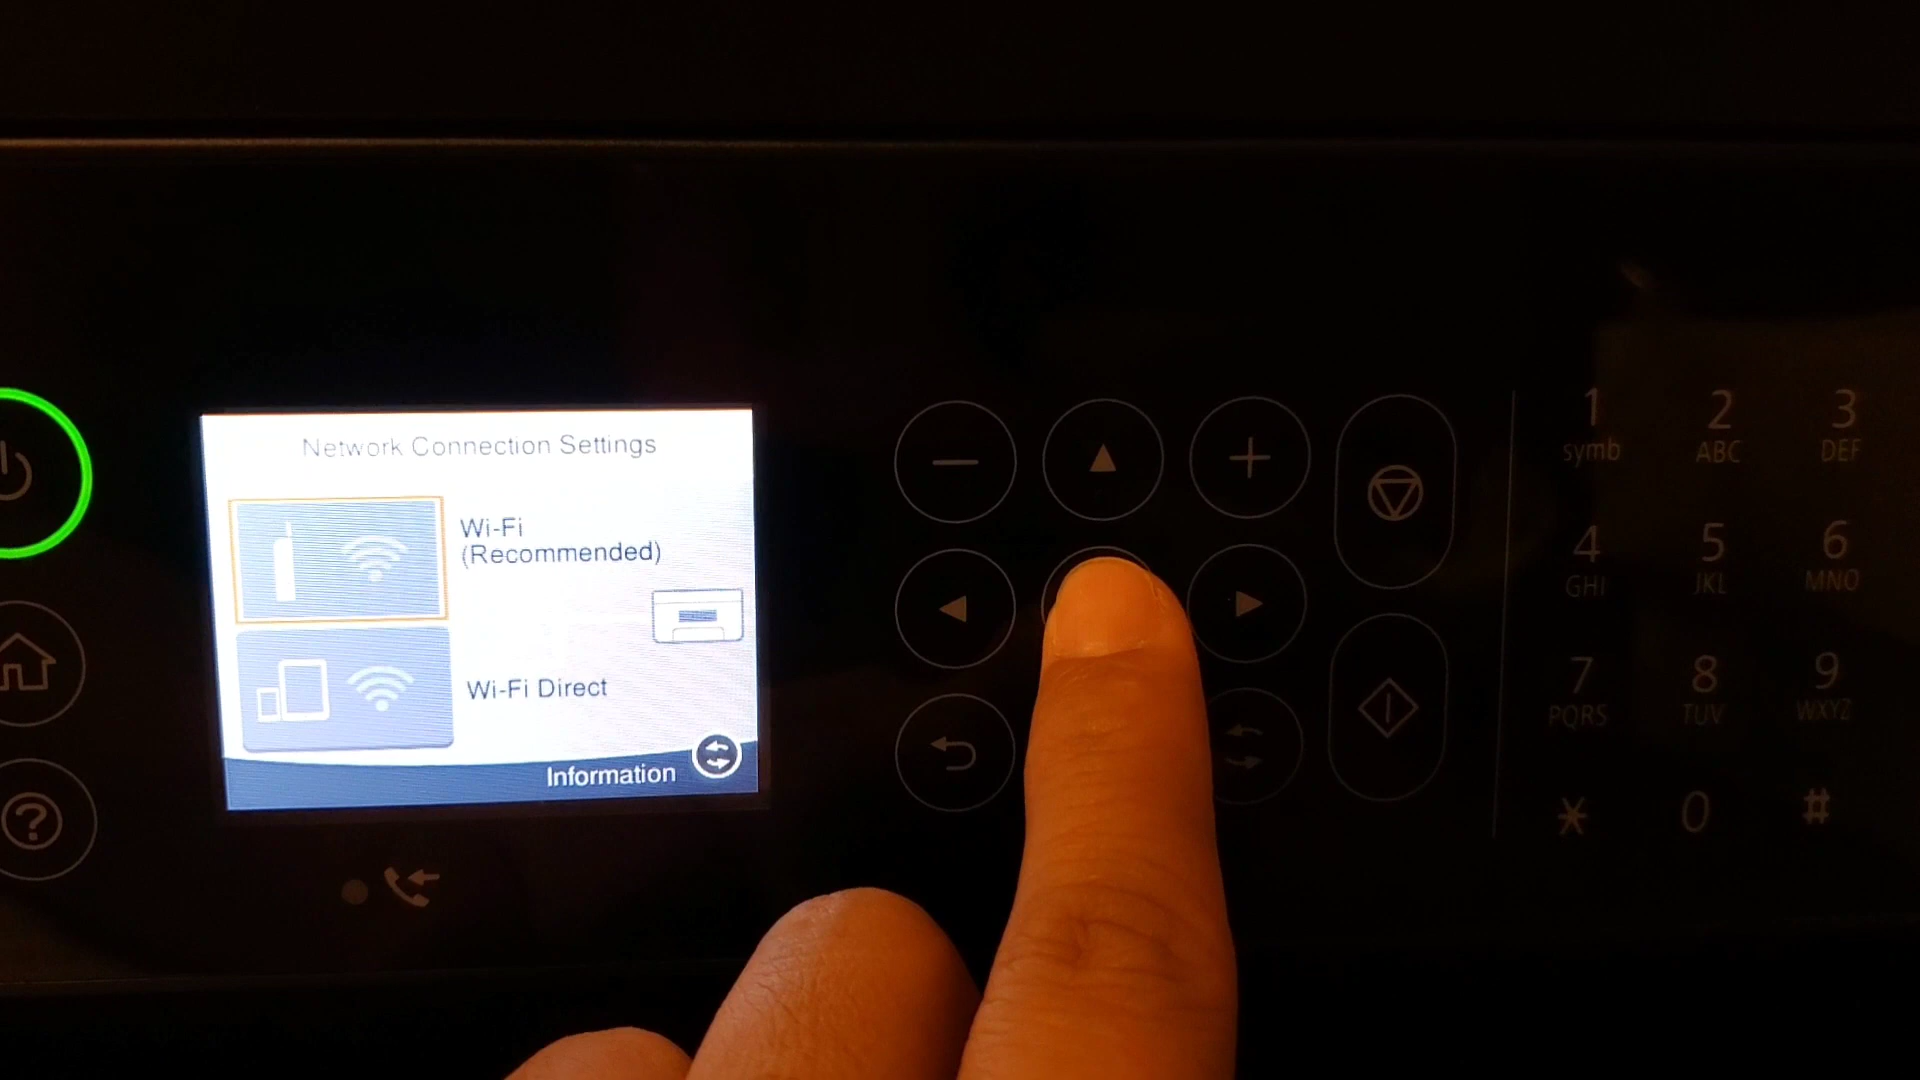 Network Connection Settings
Wi-Fi
(Recommended)
Wi-Fi Direct
Information
1 2 3
symb ABC DEF
4 5 6
GHI JKL MNO
7 8 9
PQRS TUV WXYZ
* 0 #